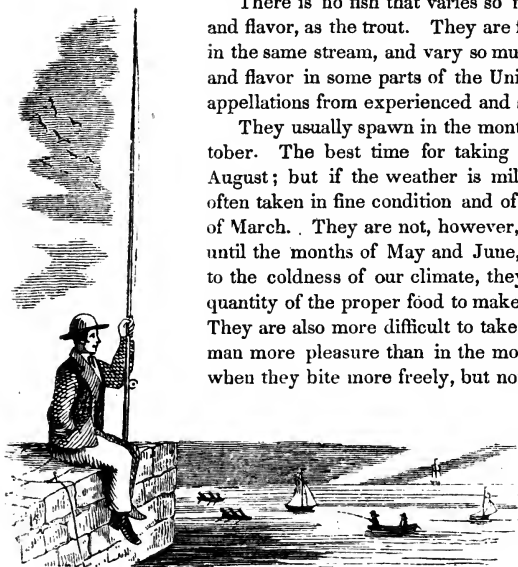 There is no fish that varies so
and flavor, as the trout. They are
in the same stream, and vary so mu
and flavor in some parts of the Uni
appellations from experienced and
They usually spawn in the mont
tober. The best time for taking
August; but if the weather is mil
often taken in fine condition and of
of March. . They are not, however,
until the months of May and June,
to the coldness of our climate, they
quantity of the proper food to make
They are also more difficult to take
man more pleasure than in the mo
when they bite more freely, but no